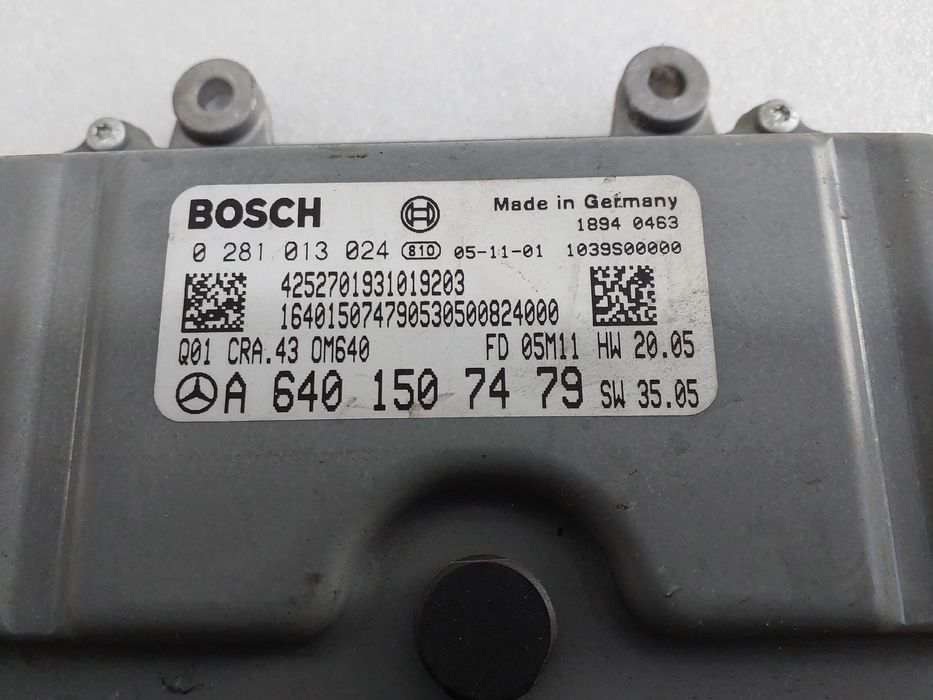 BOSCH Made in Germany
1894 0463
0 281 013 024 810 05-11-01 1039S00000
4252701931019203
164015074790530500824000
Q01 CRA.43 OM640 FD 05M11 HW 20.05
A 640 150 74 79 SW 35.05